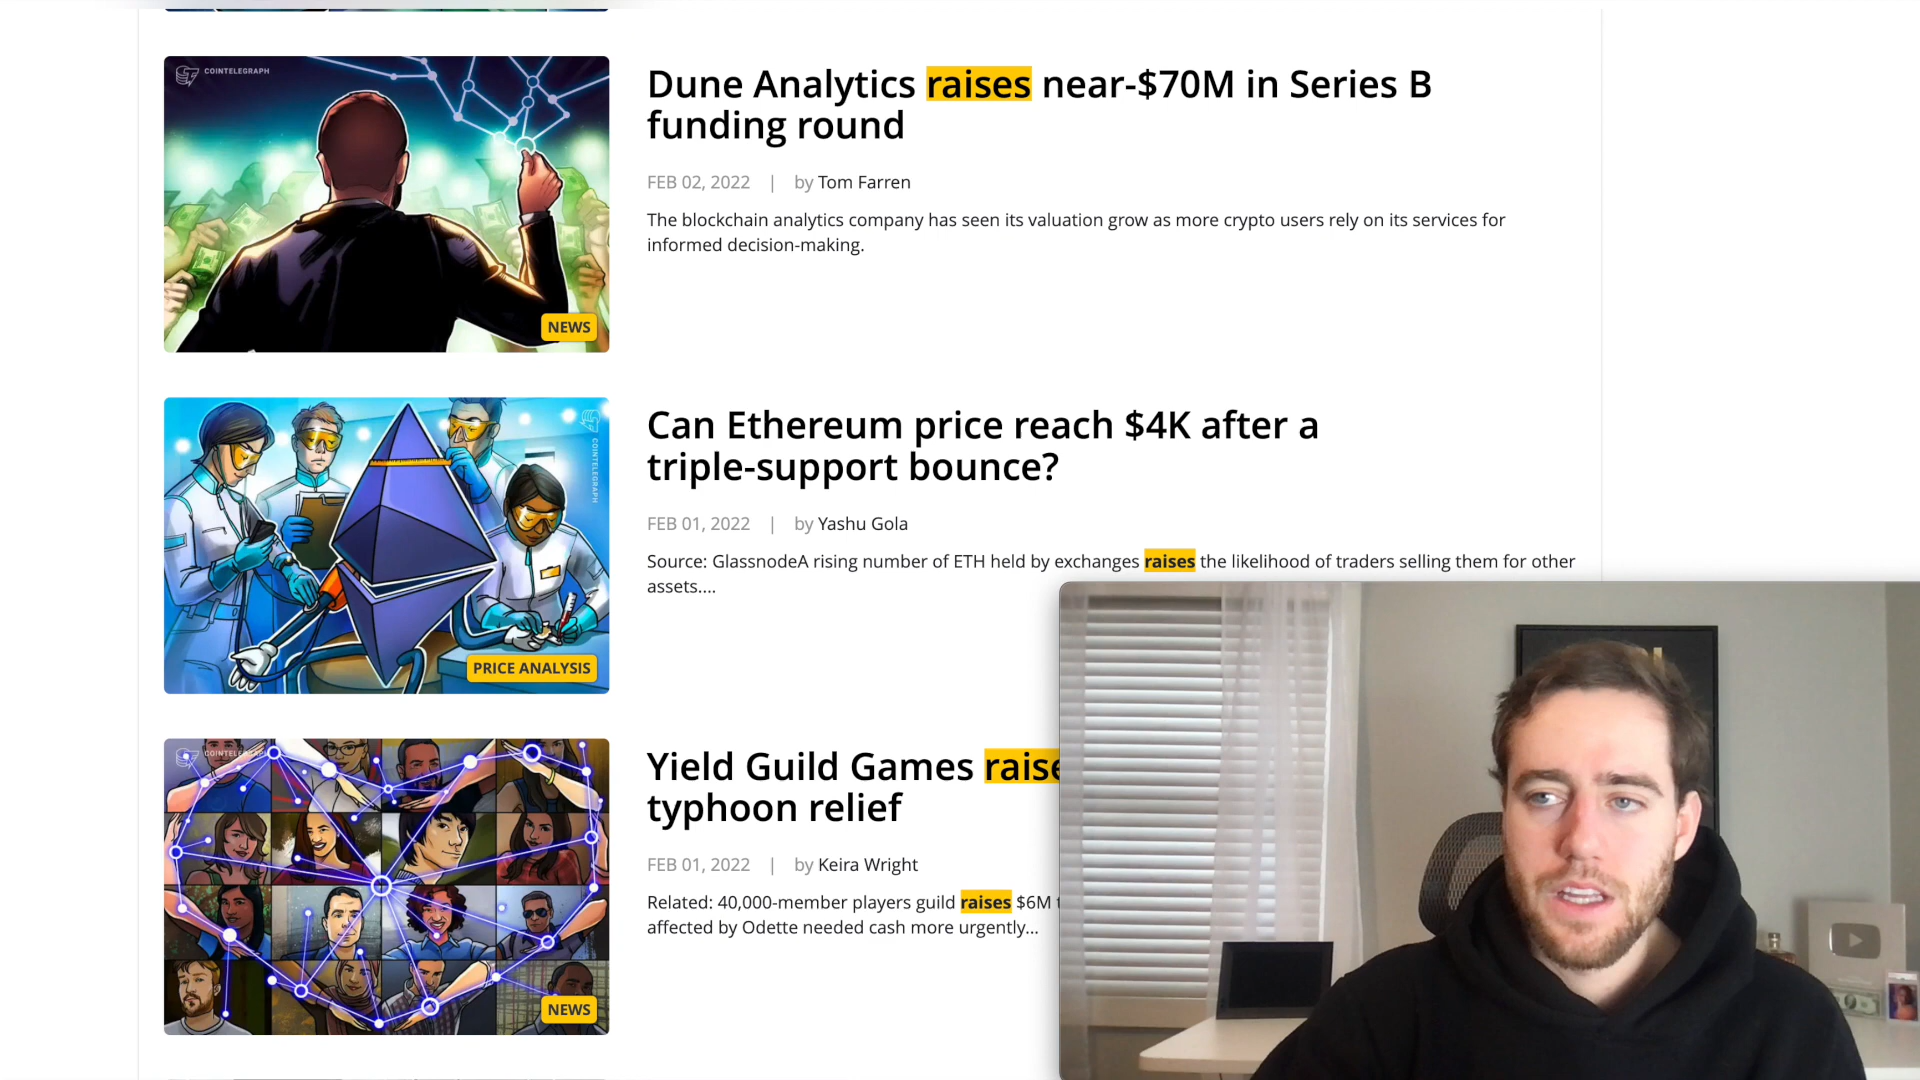 COINTELEGRAPH
Dune Analytics raises near-$70M in Series B
funding round
FEB 02, 2022 | by Tom Farren
The blockchain analytics company has seen its valuation grow as more crypto users rely on its services for
informed decision-making.
NEWS
COINTELEGRAPH
Can Ethereum price reach $4K after a
triple-support bounce?
FEB 01, 2022 | by Yashu Gola
Source: GlassnodeA rising number of ETH held by exchanges raises the likelihood of traders selling them for other
assets....
PRICE ANALYSIS
COINTELEGRAPH
Yield Guild Games raise
typhoon relief
FEB 01, 2022 | by Keira Wright
Related: 40,000-member players guild raises $6M
affected by Odette needed cash more urgently...
NEWS